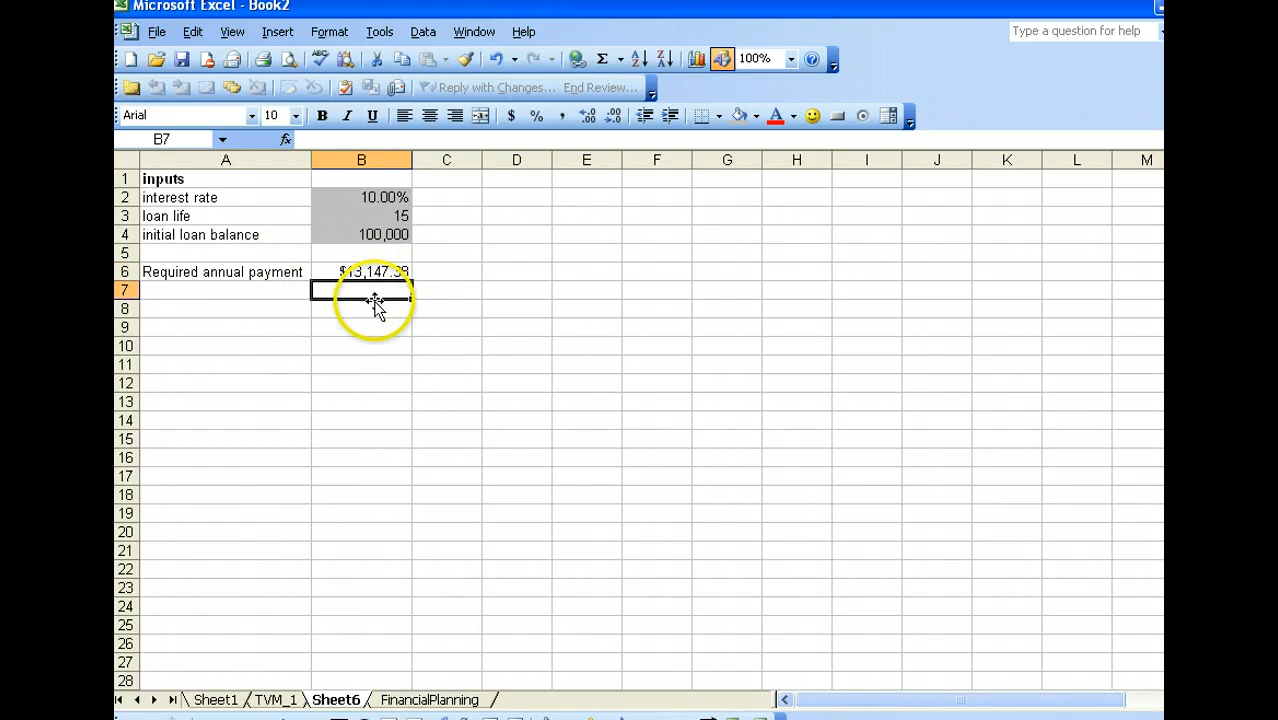 Microsoft Excel - Book2
File Edit View Insert Format Tools Data Window Help Type a question for help
100%
Reply with Changes... End Review...
Arial 10 B I U $ % ,
B7 fx
A B C D E F G H I J K L M
1 inputs
2 interest rate 10.00%
3 loan life 15
4 initial loan balance 100,000
5
6 Required annual payment $13,147.38
7
8
9
10
11
12
13
14
15
16
17
18
19
20
21
22
23
24
25
26
27
28
Sheet1 TVM_1 Sheet6 FinancialPlanning